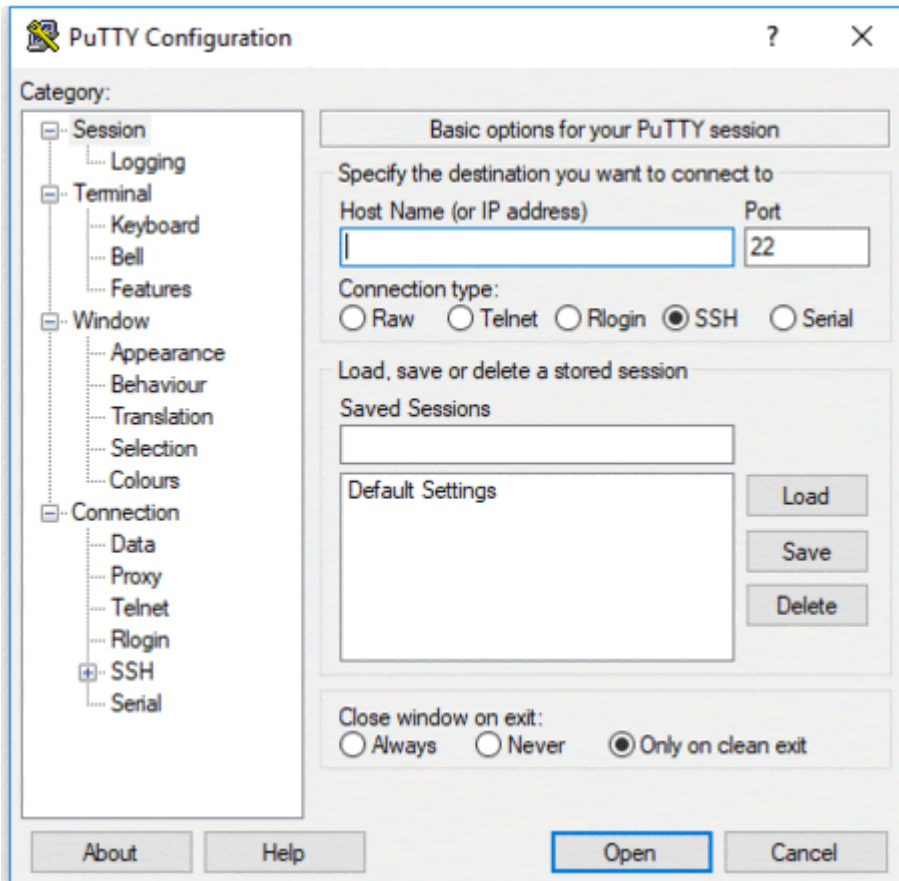 PuTTY Configuration
?
Category:
Session
Logging
Terminal
Keyboard
Bell
Features
Window
Appearance
Behaviour
Translation
Selection
Colours
Connection
Data
Proxy
Telnet
Rlogin
SSH
Serial
Basic options for your PuTTY session
Specify the destination you want to connect to
Host Name (or IP address) Port
22
Connection type:
Raw Telnet Rlogin SSH Serial
Load, save or delete a stored session
Saved Sessions
Default Settings
Load
Save
Delete
Close window on exit:
Always Never Only on clean exit
About Help Open Cancel